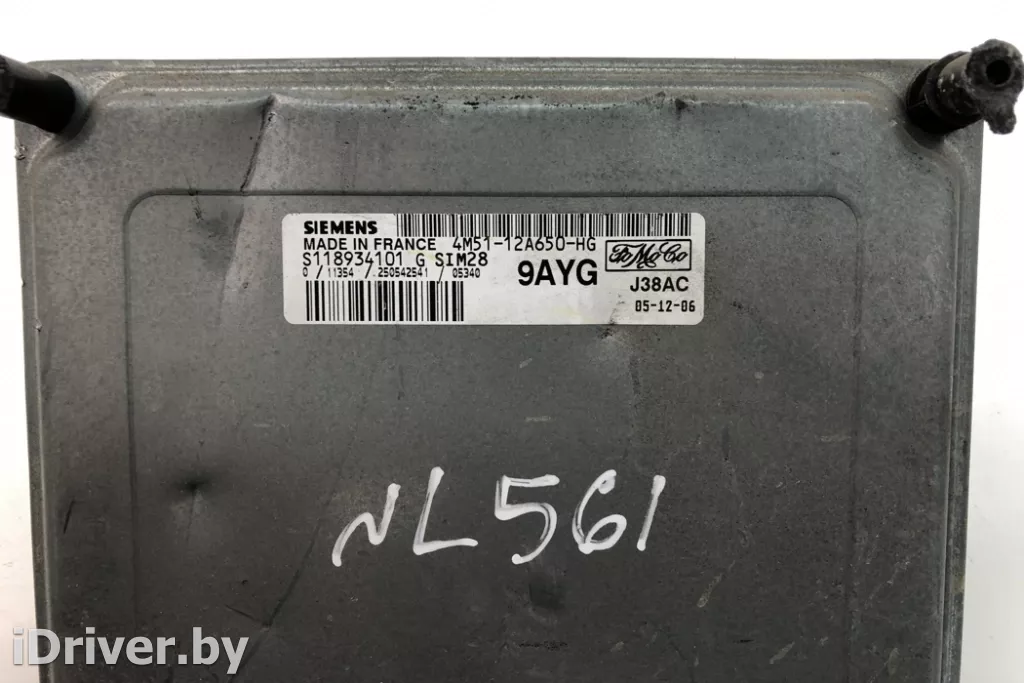 SIEMENS
MADE IN FRANCE 4M51-12A650-HG
S118934101 G SIM28
0 / 11354 / 250542541 / 05340
9AYG
FoMoCo
J38AC
05-12-06
NL561
iDriver.by